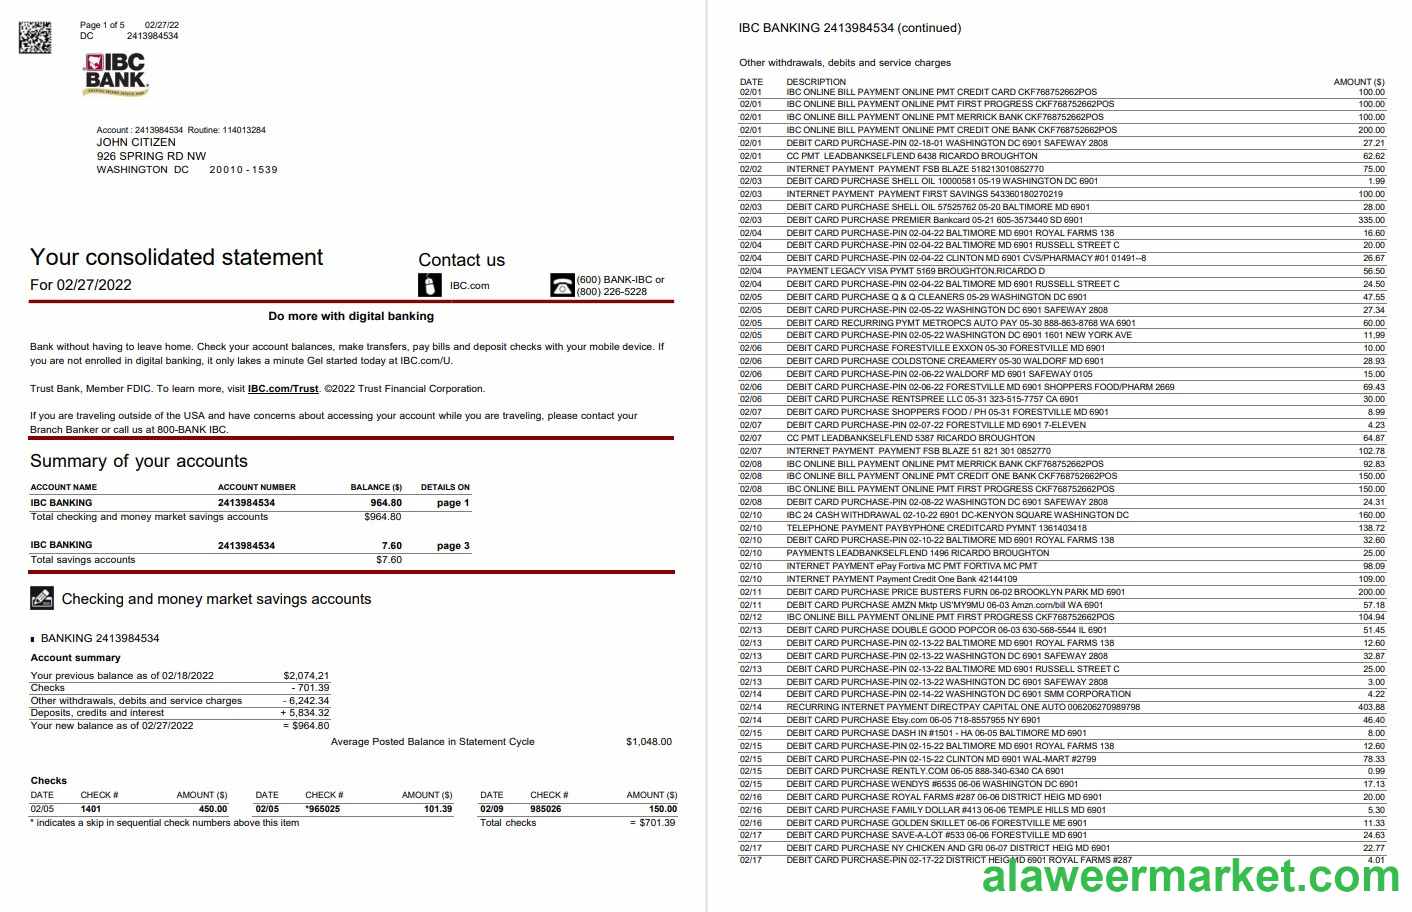 Page 1 of 5 02/27/22
DC 2413984534
IBC
BANK
Account : 2413984534 Routine: 114013284
JOHN CITIZEN
926 SPRING RD NW
WASHINGTON DC 20010 - 1539
Your consolidated statement
For 02/27/2022
Contact us
IBC.com
(600) BANK-IBC or
(800) 226-5228
Do more with digital banking
Bank without having to leave home. Check your account balances, make transfers, pay bills and deposit checks with your mobile device. If
you are not enrolled in digital banking, it only lakes a minute Gel started today at IBC.com/U.
Trust Bank, Member FDIC. To learn more, visit IBC.com/Trust. ©2022 Trust Financial Corporation.
If you are traveling outside of the USA and have concerns about accessing your account while you are traveling, please contact your
Branch Banker or call us at 800-BANK IBC.
Summary of your accounts
ACCOUNT NAME ACCOUNT NUMBER BALANCE ($) DETAILS ON
IBC BANKING 2413984534 964.80 page 1
Total checking and money market savings accounts $964.80
IBC BANKING 2413984534 7.60 page 3
Total savings accounts $7.60
Checking and money market savings accounts
BANKING 2413984534
Account summary
Your previous balance as of 02/18/2022 $2,074,21
Checks - 701.39
Other withdrawals, debits and service charges - 6,242.34
Deposits, credits and interest + 5,834.32
Your new balance as of 02/27/2022 = $964.80
Average Posted Balance in Statement Cycle $1,048.00
Checks
DATE CHECK # AMOUNT ($) DATE CHECK # AMOUNT ($) DATE CHECK # AMOUNT ($)
02/05 1401 450.00 02/05 *965025 101.39 02/09 985026 150.00
* indicates a skip in sequential check numbers above this item Total checks = $701.39
IBC BANKING 2413984534 (continued)
Other withdrawals, debits and service charges
DATE DESCRIPTION AMOUNT ($)
02/01 IBC ONLINE BILL PAYMENT ONLINE PMT CREDIT CARD CKF768752662POS 100.00
02/01 IBC ONLINE BILL PAYMENT ONLINE PMT FIRST PROGRESS CKF768752662POS 100.00
02/01 IBC ONLINE BILL PAYMENT ONLINE PMT MERRICK BANK CKF768752662POS 100.00
02/01 IBC ONLINE BILL PAYMENT ONLINE PMT CREDIT ONE BANK CKF768752662POS 200.00
02/01 DEBIT CARD PURCHASE-PIN 02-18-01 WASHINGTON DC 6901 SAFEWAY 2808 27.21
02/01 CC PMT LEADBANKSELFLEND 6438 RICARDO BROUGHTON 62.62
02/02 INTERNET PAYMENT PAYMENT FSB BLAZE 518213010852770 75.00
02/03 DEBIT CARD PURCHASE SHELL OIL 10000581 05-19 WASHINGTON DC 6901 1.99
02/03 INTERNET PAYMENT PAYMENT FIRST SAVINGS 543360180270219 100.00
02/03 DEBIT CARD PURCHASE SHELL OIL 57525762 05-20 BALTIMORE MD 6901 28.00
02/03 DEBIT CARD PURCHASE PREMIER Bankcard 05-21 605-3573440 SD 6901 335.00
02/04 DEBIT CARD PURCHASE-PIN 02-04-22 BALTIMORE MD 6901 ROYAL FARMS 138 16.60
02/04 DEBIT CARD PURCHASE-PIN 02-04-22 BALTIMORE MD 6901 RUSSELL STREET C 20.00
02/04 DEBIT CARD PURCHASE-PIN 02-04-22 CLINTON MD 6901 CVS/PHARMACY #01 01491--8 26.67
02/04 PAYMENT LEGACY VISA PYMT 5169 BROUGHTON.RICARDO D 56.50
02/04 DEBIT CARD PURCHASE-PIN 02-04-22 BALTIMORE MD 6901 RUSSELL STREET C 24.50
02/05 DEBIT CARD PURCHASE Q & Q CLEANERS 05-29 WASHINGTON DC 6901 47.55
02/05 DEBIT CARD PURCHASE-PIN 02-05-22 WASHINGTON DC 6901 SAFEWAY 2808 27.34
02/05 DEBIT CARD RECURRING PYMT METROPCS AUTO PAY 05-30 888-863-8768 WA 6901 60.00
02/05 DEBIT CARD PURCHASE-PIN 02-05-22 WASHINGTON DC 6901 1601 NEW YORK AVE 11,99
02/06 DEBIT CARD PURCHASE FORESTVILLE EXXON 05-30 FORESTVILLE MD 6901 10.00
02/06 DEBIT CARD PURCHASE COLDSTONE CREAMERY 05-30 WALDORF MD 6901 28.93
02/06 DEBIT CARD PURCHASE-PIN 02-06-22 WALDORF MD 6901 SAFEWAY 0105 15.00
02/06 DEBIT CARD PURCHASE-PIN 02-06-22 FORESTVILLE MD 6901 SHOPPERS FOOD/PHARM 2669 69.43
02/06 DEBIT CARD PURCHASE RENTSPREE LLC 05-31 323-515-7757 CA 6901 30.00
02/07 DEBIT CARD PURCHASE SHOPPERS FOOD / PH 05-31 FORESTVILLE MD 6901 8.99
02/07 DEBIT CARD PURCHASE-PIN 02-07-22 FORESTVILLE MD 6901 7-ELEVEN 4.23
02/07 CC PMT LEADBANKSELFLEND 5387 RICARDO BROUGHTON 64.87
02/07 INTERNET PAYMENT PAYMENT FSB BLAZE 51 821 301 0852770 102.78
02/08 IBC ONLINE BILL PAYMENT ONLINE PMT MERRICK BANK CKF768752662POS 92.83
02/08 IBC ONLINE BILL PAYMENT ONLINE PMT CREDIT ONE BANK CKF768752662POS 150.00
02/08 IBC ONLINE BILL PAYMENT ONLINE PMT FIRST PROGRESS CKF768752662POS 150.00
02/08 DEBIT CARD PURCHASE-PIN 02-08-22 WASHINGTON DC 6901 SAFEWAY 2808 24.31
02/10 IBC 24 CASH WITHDRAWAL 02-10-22 6901 DC-KENYON SQUARE WASHINGTON DC 160.00
02/10 TELEPHONE PAYMENT PAYBYPHONE CREDITCARD PYMNT 1361403418 138.72
02/10 DEBIT CARD PURCHASE-PIN 02-10-22 BALTIMORE MD 6901 ROYAL FARMS 138 32.60
02/10 PAYMENTS LEADBANKSELFLEND 1496 RICARDO BROUGHTON 25.00
02/10 INTERNET PAYMENT ePay Fortiva MC PMT FORTIVA MC PMT 98.09
02/10 INTERNET PAYMENT Payment Credit One Bank 42144109 109.00
02/11 DEBIT CARD PURCHASE PRICE BUSTERS FURN 06-02 BROOKLYN PARK MD 6901 200.00
02/11 DEBIT CARD PURCHASE AMZN Mktp US'MY9MU 06-03 Amzn.corn/bill WA 6901 57.18
02/12 IBC ONLINE BILL PAYMENT ONLINE PMT FIRST PROGRESS CKF768752662POS 104.94
02/13 DEBIT CARD PURCHASE DOUBLE GOOD POPCOR 06-03 630-568-5544 IL 6901 51.45
02/13 DEBIT CARD PURCHASE-PIN 02-13-22 BALTIMORE MD 6901 ROYAL FARMS 138 12.60
02/13 DEBIT CARD PURCHASE-PIN 02-13-22 WASHINGTON DC 6901 SAFEWAY 2808 32.87
02/13 DEBIT CARD PURCHASE-PIN 02-13-22 BALTIMORE MD 6901 RUSSELL STREET C 25.00
02/13 DEBIT CARD PURCHASE-PIN 02-13-22 WASHINGTON DC 6901 SAFEWAY 2808 3.00
02/14 DEBIT CARD PURCHASE-PIN 02-14-22 WASHINGTON DC 6901 SMM CORPORATION 4.22
02/14 RECURRING INTERNET PAYMENT DIRECTPAY CAPITAL ONE AUTO 006206270989798 403.88
02/14 DEBIT CARD PURCHASE Etsy.com 06-05 718-8557955 NY 6901 46.40
02/15 DEBIT CARD PURCHASE DASH IN #1501 - HA 06-05 BALTIMORE MD 6901 8.00
02/15 DEBIT CARD PURCHASE-PIN 02-15-22 BALTIMORE MD 6901 ROYAL FARMS 138 12.60
02/15 DEBIT CARD PURCHASE-PIN 02-15-22 CLINTON MD 6901 WAL-MART #2799 78.33
02/15 DEBIT CARD PURCHASE RENTLY.COM 06-05 888-340-6340 CA 6901 0.99
02/15 DEBIT CARD PURCHASE WENDYS #6535 06-06 WASHINGTON DC 6901 17.13
02/16 DEBIT CARD PURCHASE ROYAL FARMS #287 06-06 DISTRICT HEIG MD 6901 20.00
02/16 DEBIT CARD PURCHASE FAMILY DOLLAR #413 06-06 TEMPLE HILLS MD 6901 5.30
02/16 DEBIT CARD PURCHASE GOLDEN SKILLET 06-06 FORESTVILLE ME 6901 11.33
02/17 DEBIT CARD PURCHASE SAVE-A-LOT #533 06-06 FORESTVILLE MD 6901 24.63
02/17 DEBIT CARD PURCHASE NY CHICKEN AND GRI 06-07 DISTRICT HEIG MD 6901 22.77
02/17 DEBIT CARD PURCHASE-PIN 02-17-22 DISTRICT HEIG MD 6901 ROYAL FARMS #287 4.01
alaweermarket.com